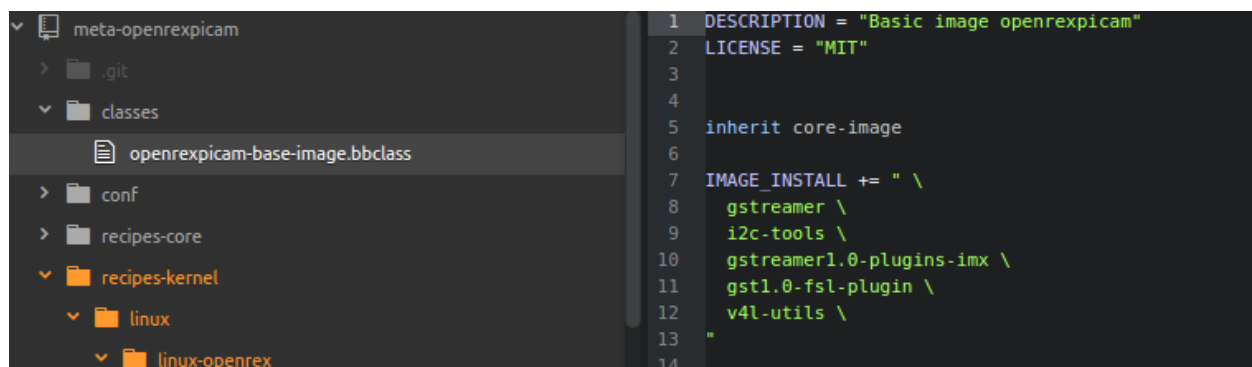 meta-openrexpicam
.git
classes
openrexpicam-base-image.bbclass
conf
recipes-core
recipes-kernel
linux
linux-openrex
1 DESCRIPTION = "Basic image openrexpicam"
2 LICENSE = "MIT"
3
4
5 inherit core-image
6
7 IMAGE_INSTALL += " \
8 gstreamer \
9 i2c-tools \
10 gstreamer1.0-plugins-imx \
11 gst1.0-fsl-plugin \
12 v4l-utils \
13 "
14